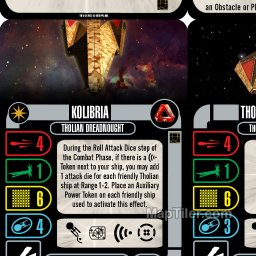 an Obstacle or Pl
KOLIBRIA
THOLIAN DREADNOUGHT
4
1
6
4
During the Roll Attack Dice step of
the Combat Phase, if there is a
Token next to your ship, you may
1 attack die for each friendly Tholian
ship at Range 1-2. Place an Auxiliary
Power Token on each friendly ship
used to activate this effect.
THO
4
1
6
3
MapTiler.com